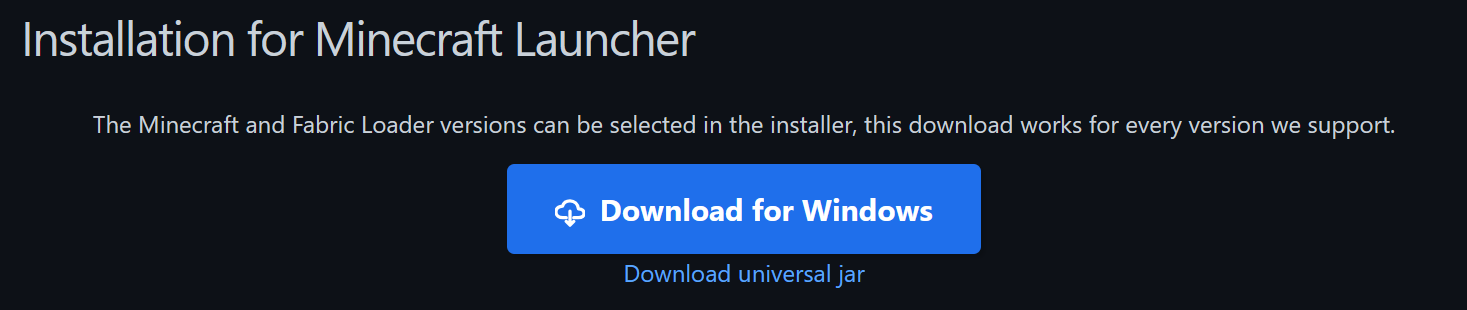 Installation for Minecraft Launcher
The Minecraft and Fabric Loader versions can be selected in the installer, this download works for every version we support.
Download for Windows
Download universal jar